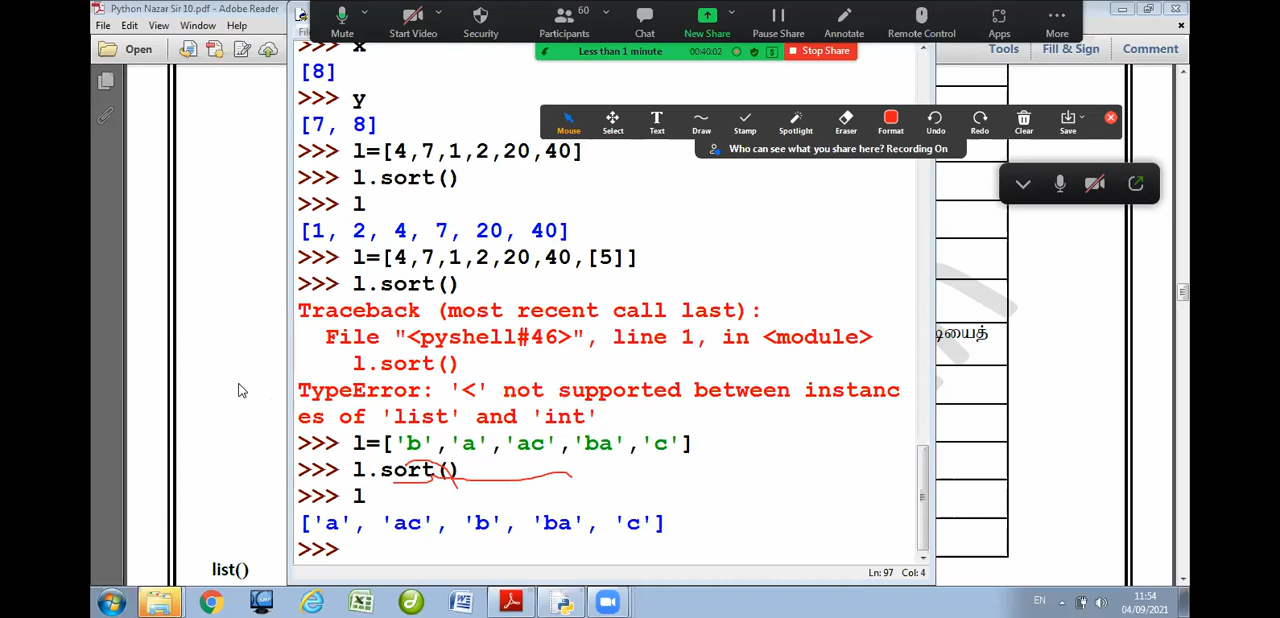 Python Nazar Sir 10.pdf - Adobe Reader
File Edit View Window Help
Open
Tools Fill & Sign Comment
Mute Start Video Security 60 Participants Chat New Share Pause Share Annotate Remote Control Apps More
Less than 1 minute 00:40:02 Stop Share
Mouse Select Text Draw Stamp Spotlight Eraser Format Undo Redo Clear Save
Who can see what you share here? Recording On
>>> x
[8]
>>> y
[7, 8]
>>> l=[4,7,1,2,20,40]
>>> l.sort()
>>> l
[1, 2, 4, 7, 20, 40]
>>> l=[4,7,1,2,20,40,[5]]
>>> l.sort()
Traceback (most recent call last):
File "<pyshell#46>", line 1, in <module>
l.sort()
TypeError: '<' not supported between instanc
es of 'list' and 'int'
>>> l=['b','a','ac','ba','c']
>>> l.sort()
>>> l
['a', 'ac', 'b', 'ba', 'c']
>>>
Ln: 97 Col: 4
list()
EN 11:54
04/09/2021